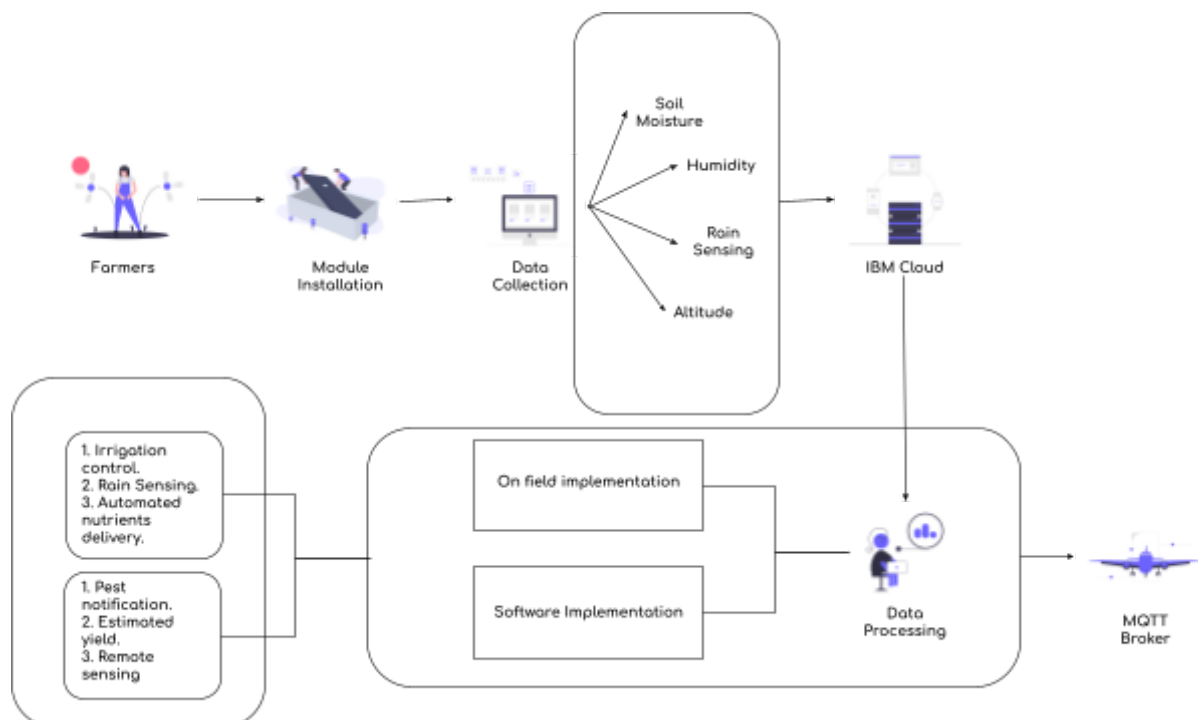 Soil
Moisture
Humidity
Rain
Sensing
Altitude
Farmers
Module
Installation
Data
Collection
IBM Cloud
1. Irrigation
control.
2. Rain Sensing.
3. Automated
nutrients
delivery.
1. Pest
notification.
2. Estimated
yield.
3. Remote
sensing
On field implementation
Software Implementation
Data
Processing
MQTT
Broker